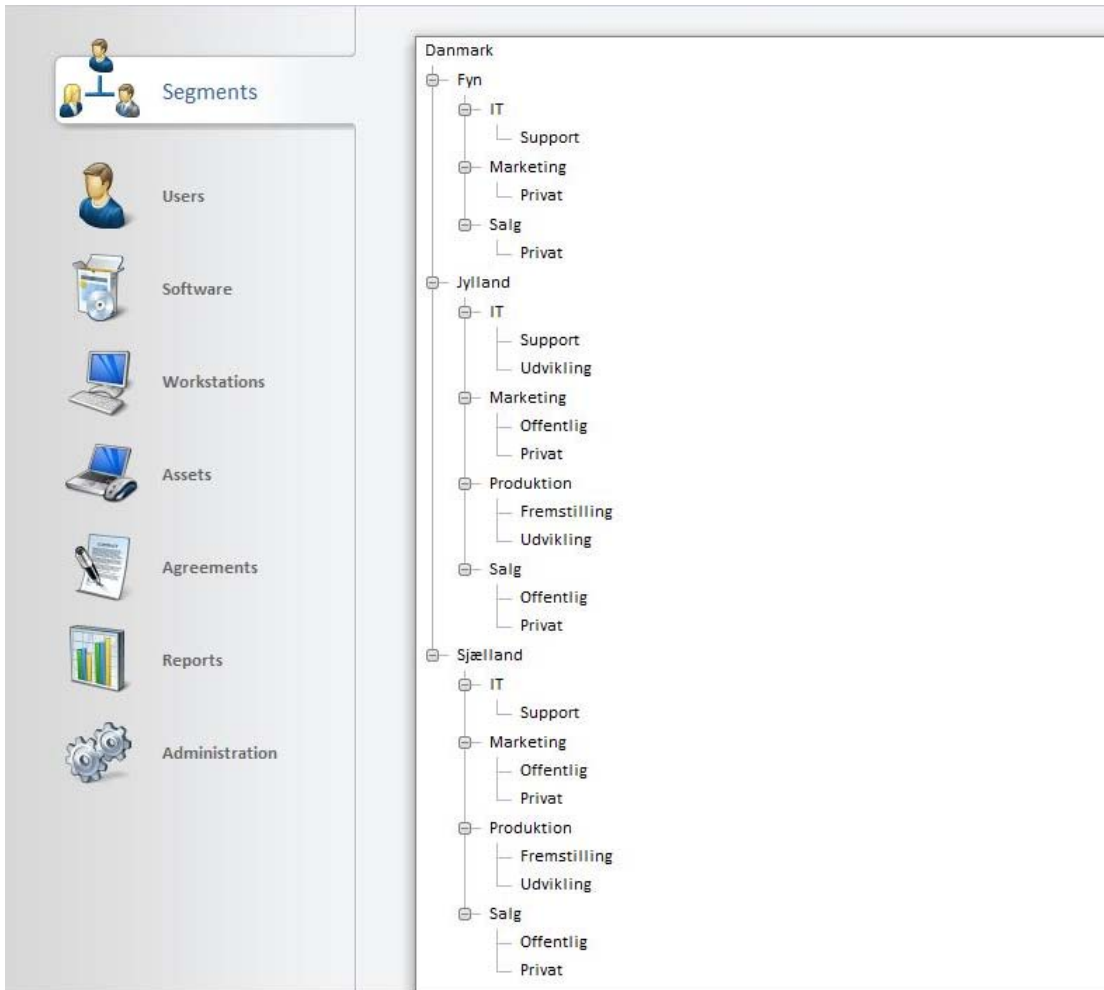 Segments
Users
Software
Workstations
Assets
Agreements
Reports
Administration
Danmark
Fyn
IT
Support
Marketing
Privat
Salg
Privat
Jylland
IT
Support
Udvikling
Marketing
Offentlig
Privat
Produktion
Fremstilling
Udvikling
Salg
Offentlig
Privat
Sjælland
IT
Support
Marketing
Offentlig
Privat
Produktion
Fremstilling
Udvikling
Salg
Offentlig
Privat